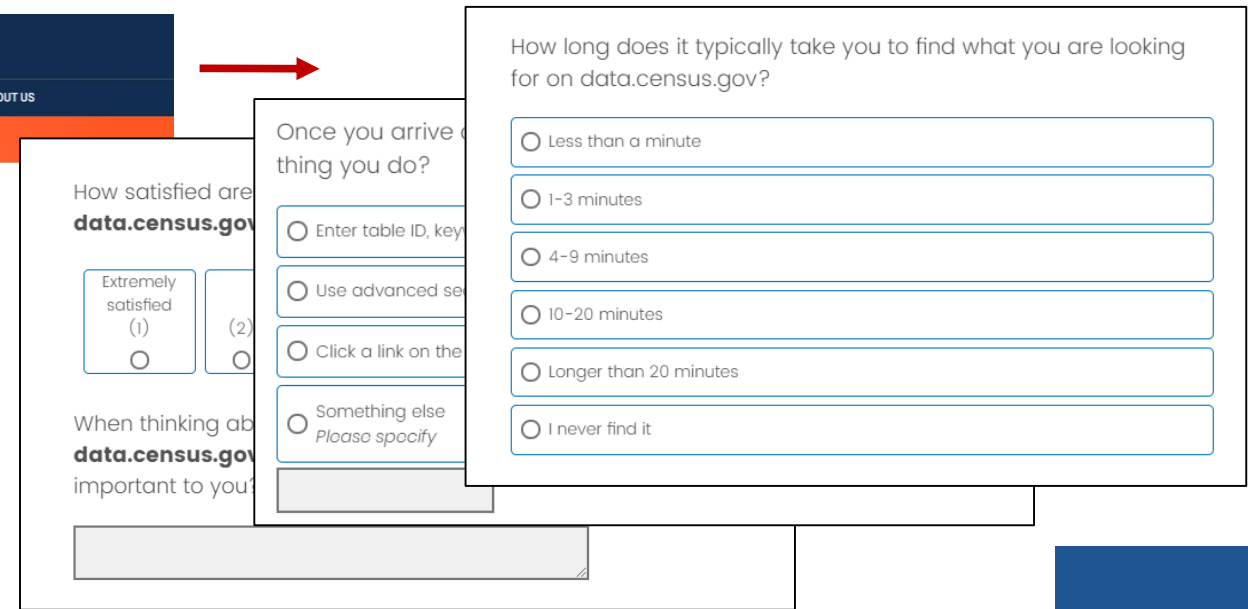 OUT US
How satisfied are
data.census.gov
Extremely
satisfied
(1)
(2)
When thinking ab
data.census.gov
important to you?
Once you arrive
thing you do?
Enter table ID, key
Use advanced se
Click a link on the
Something else
Please specify
How long does it typically take you to find what you are looking
for on data.census.gov?
Less than a minute
1-3 minutes
4-9 minutes
10-20 minutes
Longer than 20 minutes
I never find it